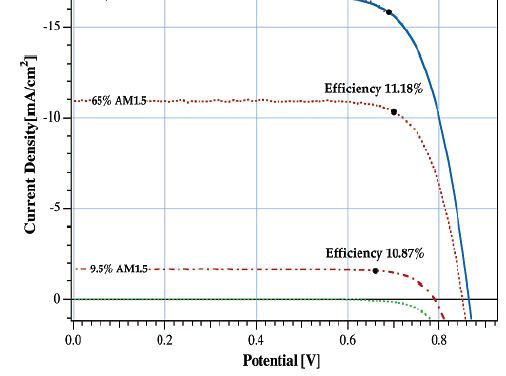 -15
Efficiency 11.18%
65% AM1.5
-10
Current Density[mA/cm²]
-5
Efficiency 10.87%
9.5% AM1.5
0
0.0 0.2 0.4 0.6 0.8
Potential [V]